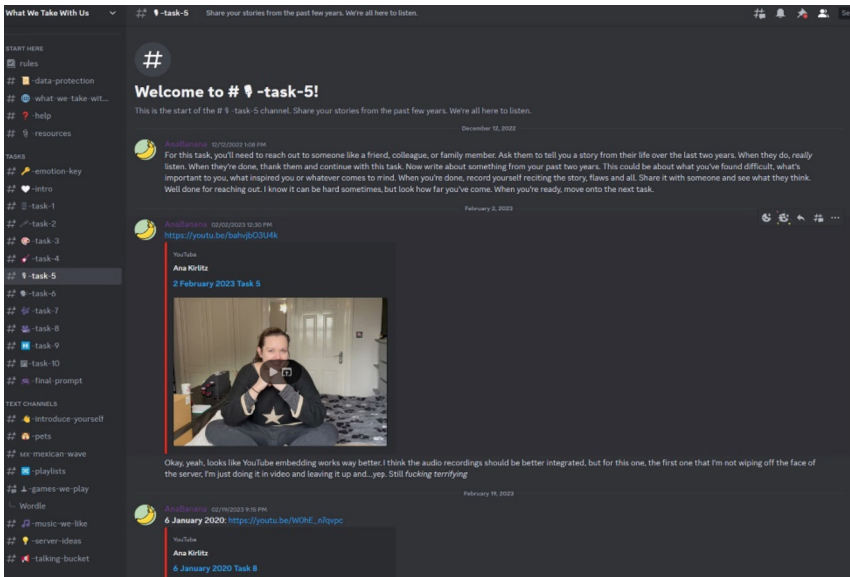 What We Take With Us
-task-5
Share your stories from the past few years. We're all here to listen.
START HERE
rules
-data-protection
-what-we-take-wit...
-help
-resources
TASKS
-emotion-key
-intro
-task-1
-task-2
-task-3
-task-4
-task-5
-task-6
-task-7
-task-8
-task-9
-task-10
-final-prompt
TEXT CHANNELS
-introduce-yourself
-pets
-mexican-wave
-playlists
-games-we-play
Wordle
-music-we-like
-server-ideas
-talking-bucket
#
Welcome to # -task-5!
This is the start of the # -task-5 channel. Share your stories from the past few years. We're all here to listen.
December 12, 2022
AnaBanana 12/12/2022 1:08 PM
For this task, you'll need to reach out to someone like a friend, colleague, or family member. Ask them to tell you a story from their life over the last two years. When they do, really
listen. When they're done, thank them and continue with this task. Now write about something from your past two years. This could be about what you've found difficult, what's
important to you, what inspired you or whatever comes to mind. When you're done, record yourself reciting the story, flaws and all. Share it with someone and see what they think.
Well done for reaching out. I know it can be hard sometimes, but look how far you've come. When you're ready, move onto the next task.
February 2, 2023
AnaBanana 02/02/2023 12:30 PM
https://youtu.be/bahvjbO3U4k
YouTube
Ana Kirlitz
2 February 2023 Task 5
Okay, yeah, looks like YouTube embedding works way better. I think the audio recordings should be better integrated, but for this one, the first one that I'm not wiping off the face of
the server, I'm just doing it in video and leaving it up and...yep. Still fucking terrifying
February 19, 2023
AnaBanana 02/19/2023 9:15 PM
6 January 2020: https://youtu.be/W0hE_n7qvpc
YouTube
Ana Kirlitz
6 January 2020 Task 8